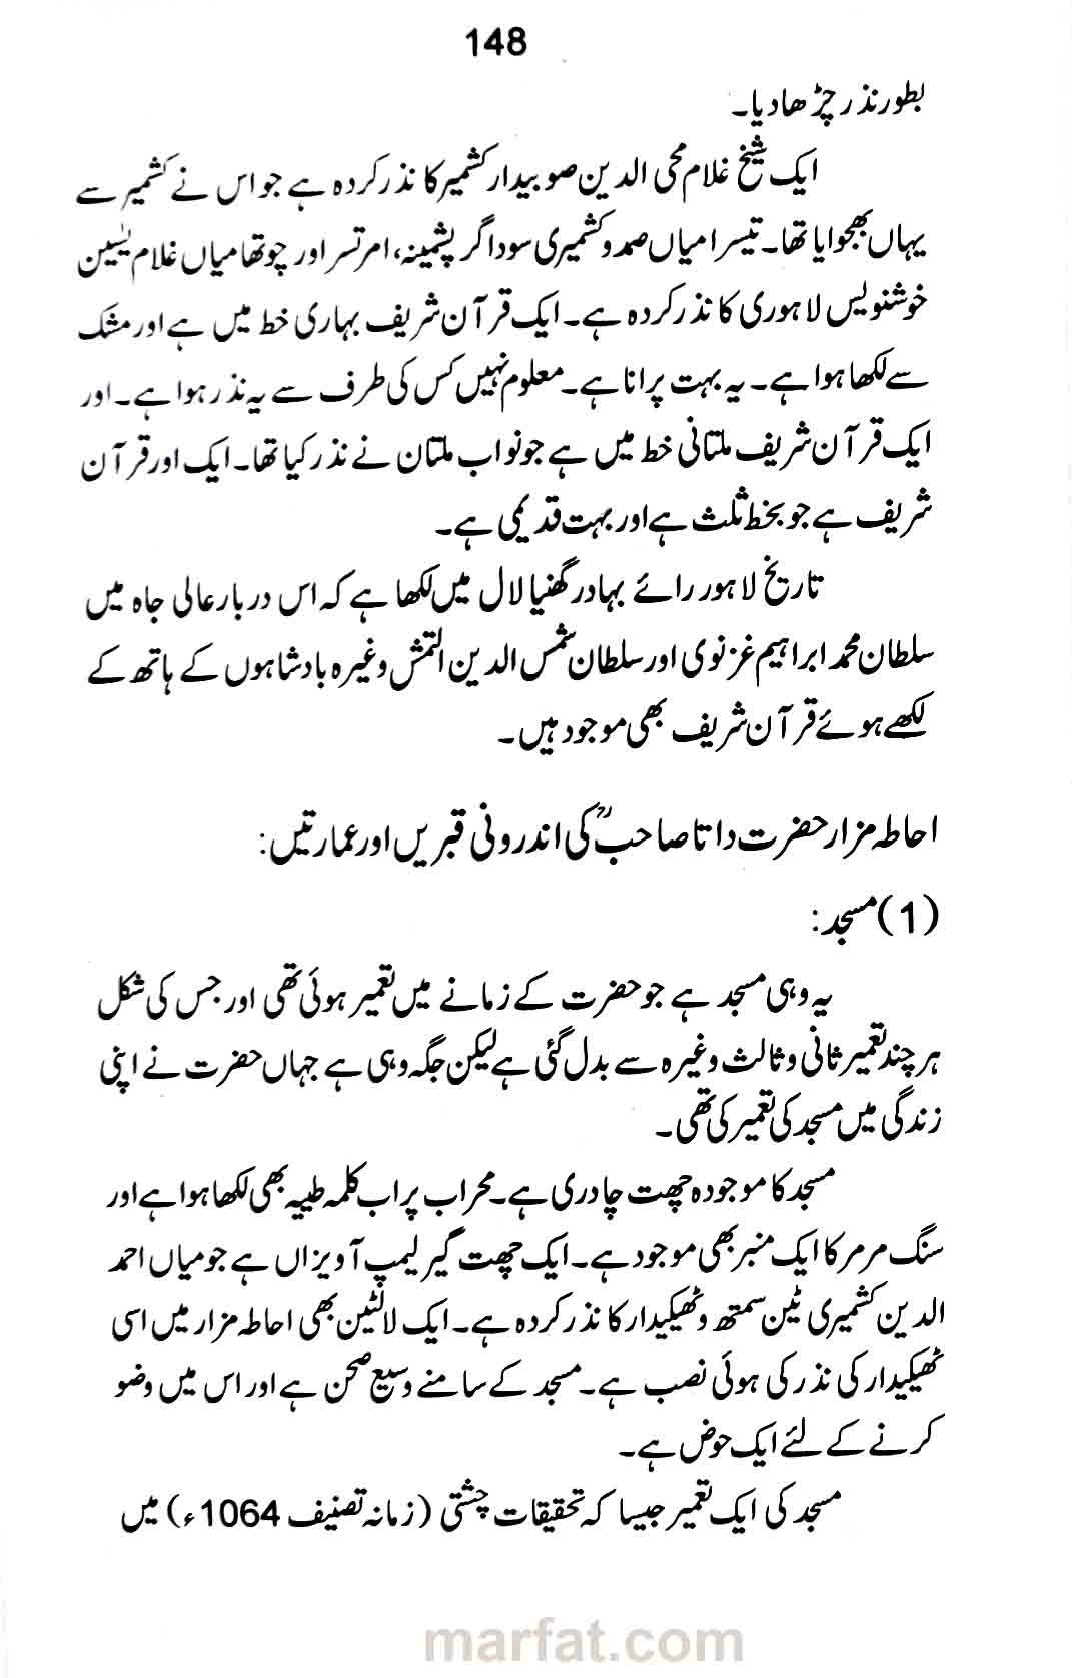 148
بطور نذر چڑھا دیا۔
ایک شیخ غلام محی الدین صوبیدار کشمیر کا نذر کردہ ہے جو اس نے کشمیر سے
یہاں بھجوایا تھا۔ تیسرا میاں صمدو کشمیری سوداگر پشمینہ، امرتسر اور چوتھا میاں غلام یٰسین
خوشنویس لاہوری کا نذر کردہ ہے۔ ایک قرآن شریف بہاری خط میں ہے اور مشک
سے لکھا ہوا ہے۔ یہ بہت پرانا ہے۔ معلوم نہیں کس کی طرف سے یہ نذر ہوا ہے۔ اور
ایک قرآن شریف ملتانی خط میں ہے جو نواب ملتان نے نذر کیا تھا۔ ایک اور قرآن
شریف ہے جو بخط ثلث ہے اور بہت قدیمی ہے۔
تاریخ لاہور رائے بہادر گھنیا لال میں لکھا ہے کہ اس دربار عالی جاہ میں
سلطان محمد ابراہیم غزنوی اور سلطان شمس الدین التمش وغیرہ بادشاہوں کے ہاتھ کے
لکھے ہوئے قرآن شریف بھی موجود ہیں۔
احاطہ مزار حضرت داتا صاحبؒ کی اندرونی قبریں اور عمارتیں:
(1) مسجد:
یہ وہی مسجد ہے جو حضرت کے زمانے میں تعمیر ہوئی تھی اور جس کی شکل
ہر چند تعمیر ثانی و ثالث وغیرہ سے بدل گئی ہے لیکن جگہ وہی ہے جہاں حضرت نے اپنی
زندگی میں مسجد کی تعمیر کی تھی۔
مسجد کا موجودہ چھت چادری ہے۔ محراب پر اب کلمہ طیبہ بھی لکھا ہوا ہے اور
سنگ مرمر کا ایک منبر بھی موجود ہے۔ ایک چھت گیر لیمپ آویزاں ہے جو میاں احمد
الدین کشمیری ٹین سمتھ و ٹھیکیدار کا نذر کردہ ہے۔ ایک لالٹین بھی احاطہ مزار میں اسی
ٹھیکیدار کی نذر کی ہوئی نصب ہے۔ مسجد کے سامنے وسیع صحن ہے اور اس میں وضو
کرنے کے لئے ایک حوض ہے۔
مسجد کی ایک تعمیر جیسا کہ تحقیقات چشتی (زمانہ تصنیف 1064ء) میں
marfat.com